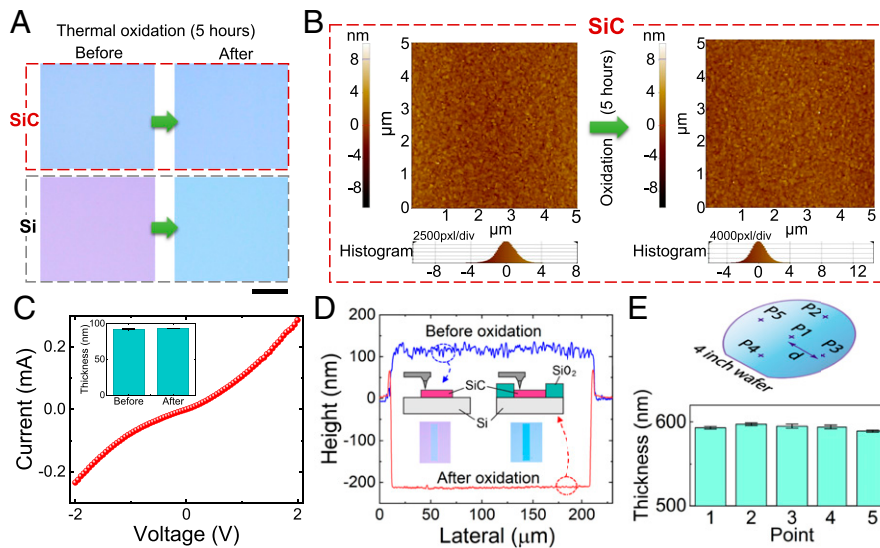 A
Thermal oxidation (5 hours)
Before
After
SiC
Si
B
SiC
nm
8
4
0
-4
-8
5
4
3
2
1
0
µm
1 2 3 4 5
µm
Histogram
2500pxl/div
-8 -4 0 4 8
Oxidation (5 hours)
nm
8
4
0
-4
-8
5
4
3
2
1
0
µm
1 2 3 4 5
µm
Histogram
4000pxl/div
-4 0 4 8 12
C
Current (mA)
0.2
0.0
-0.2
-2 0 2
Voltage (V)
Thickness (nm)
100
50
0
Before After
D
Height (nm)
200
150
100
50
0
-50
-100
-150
-200
0 50 100 150 200
Lateral (µm)
Before oxidation
SiO₂
SiC
Si
After oxidation
E
P5
P2
P1
P4
P3
d
4 inch wafer
Thickness (nm)
600
500
1 2 3 4 5
Point